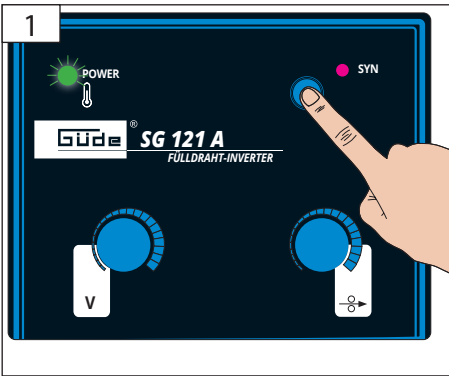 1
POWER
SYN
Güde®
SG 121 A
FÜLLDRAHT-INVERTER
V